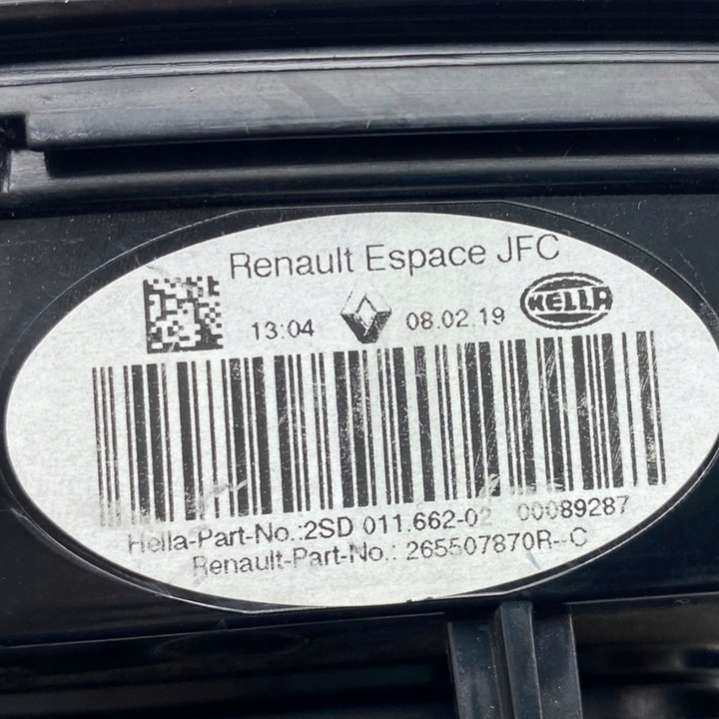 Renault Espace JFC
13:04 08.02.19 HELLA
Hella-Part-No.:2SD 011.662-02 00089287
Renault-Part-No.: 265507870R--C